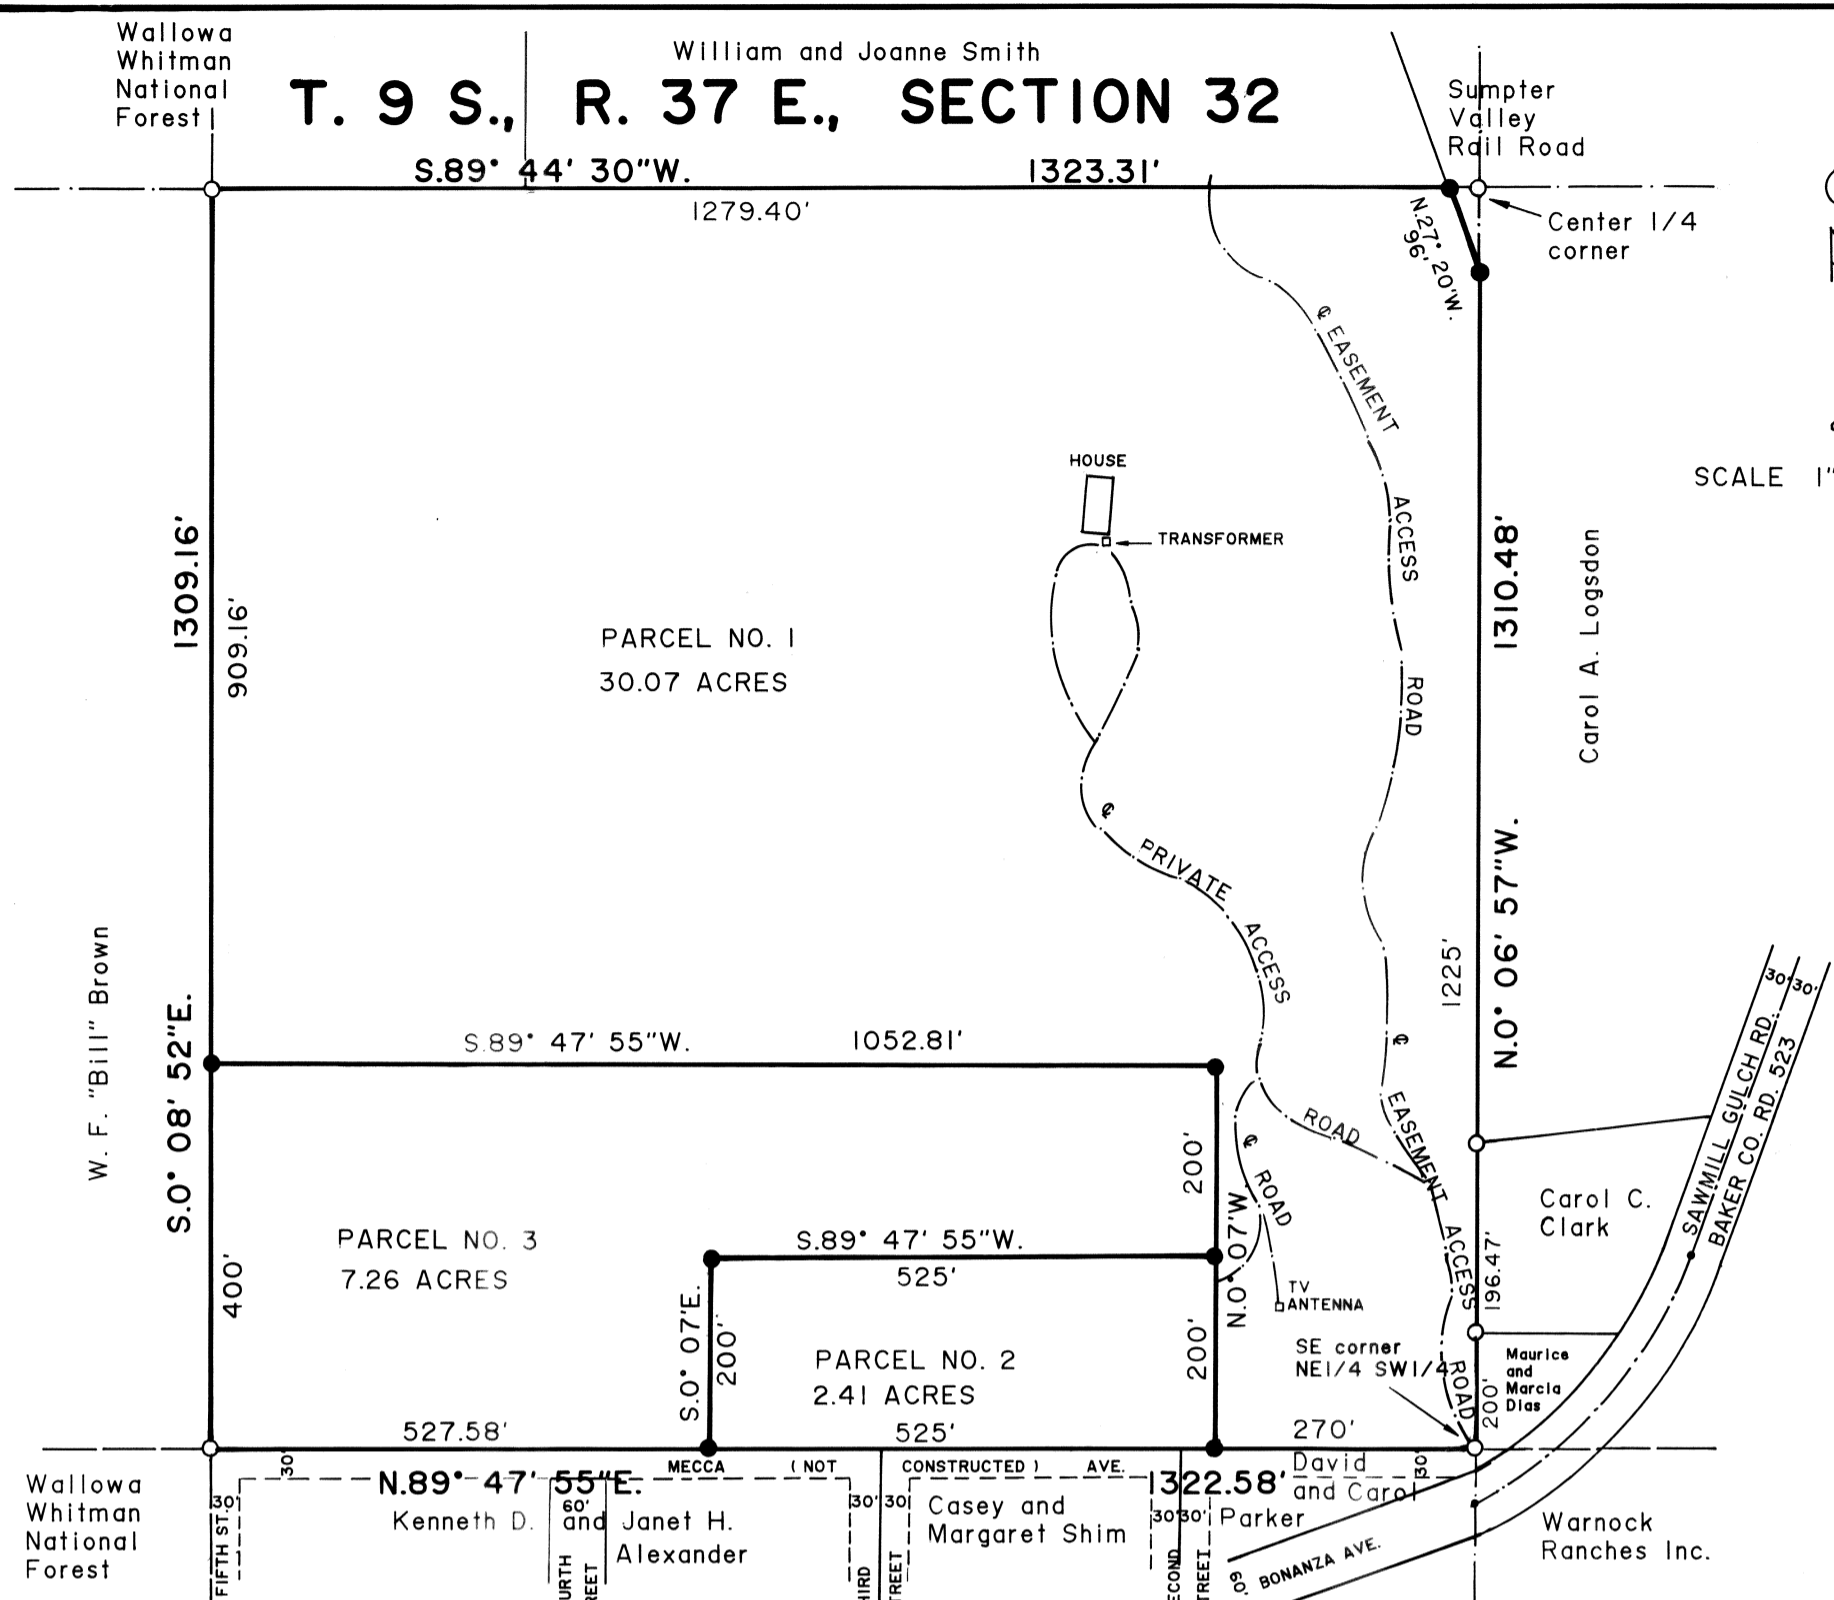 Wallowa
Whitman
National
Forest
William and Joanne Smith
T. 9 S., R. 37 E., SECTION 32
Sumpter
Valley
Rail Road
S.89° 44' 30"W. 1323.31'
1279.40'
N.27° 20'W.
96'
Center 1/4
corner
℄ EASEMENT ACCESS ROAD
SCALE 1"
HOUSE
TRANSFORMER
1309.16'
909.16'
PARCEL NO. 1
30.07 ACRES
1310.48'
Carol A. Logsdon
℄ PRIVATE ACCESS ROAD
N.0° 06' 57"W.
1225'
W. F. "Bill" Brown
S.0° 08' 52"E.
S.89° 47' 55"W. 1052.81'
30' 30'
SAWMILL GULCH RD.
BAKER CO. RD. 523
℄ EASEMENT ACCESS ROAD
200'
℄ ROAD
N.0° 07'W
PARCEL NO. 3
7.26 ACRES
400'
S.89° 47' 55"W.
525'
Carol C.
Clark
196.47'
TV
ANTENNA
S.0° 07'E.
200'
PARCEL NO. 2
2.41 ACRES
200'
SE corner
NE1/4 SW1/4
Maurice
and
Marcia
Dias
200'
527.58'
525'
270'
30'
MECCA (NOT CONSTRUCTED) AVE.
30'
N.89° 47' 55"E. 1322.58'
David
and Carol
Parker
Wallowa
Whitman
National
Forest
30'
FIFTH ST.
Kenneth D. and Janet H.
Alexander
60'
URTH
REET
30' 30'
HIRD
TREET
Casey and
Margaret Shim
30' 30'
ECOND
TREET
60'
BONANZA AVE.
Warnock
Ranches Inc.